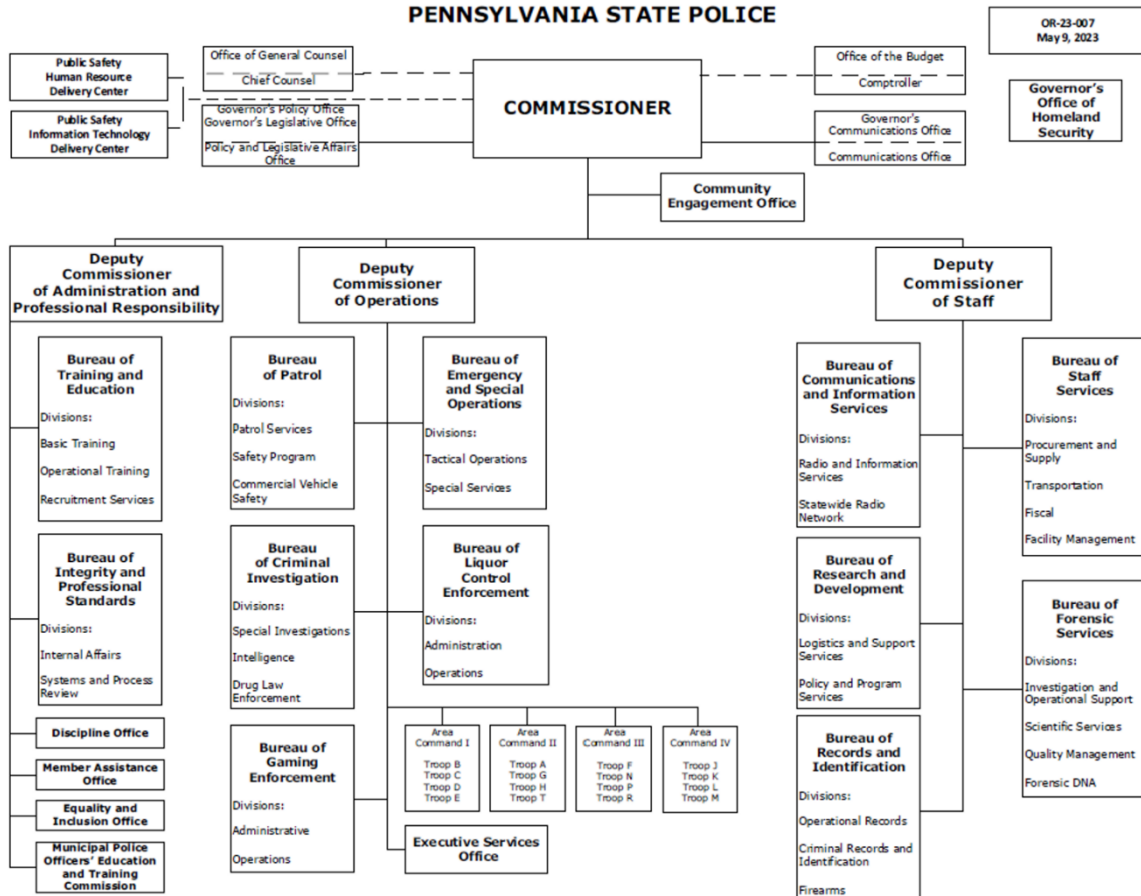 PENNSYLVANIA STATE POLICE
OR-23-007
May 9, 2023
Public Safety
Human Resource
Delivery Center
Public Safety
Information Technology
Delivery Center
Office of General Counsel
Chief Counsel
Governor's Policy Office
Governor's Legislative Office
Policy and Legislative Affairs
Office
COMMISSIONER
Office of the Budget
Comptroller
Governor's
Communications Office
Communications Office
Governor's
Office of
Homeland
Security
Community
Engagement Office
Deputy
Commissioner
of Administration and
Professional Responsibility
Deputy
Commissioner
of Operations
Deputy
Commissioner
of Staff
Bureau of
Training and
Education
Divisions:
Basic Training
Operational Training
Recruitment Services
Bureau of
Integrity and
Professional
Standards
Divisions:
Internal Affairs
Systems and Process
Review
Discipline Office
Member Assistance
Office
Equality and
Inclusion Office
Municipal Police
Officers' Education
and Training
Commission
Bureau
of Patrol
Divisions:
Patrol Services
Safety Program
Commercial Vehicle
Safety
Bureau of
Emergency
and Special
Operations
Divisions:
Tactical Operations
Special Services
Bureau
of Criminal
Investigation
Divisions:
Special Investigations
Intelligence
Drug Law
Enforcement
Bureau of
Liquor
Control
Enforcement
Divisions:
Administration
Operations
Bureau of
Gaming
Enforcement
Divisions:
Administrative
Operations
Area
Command I
Troop B
Troop C
Troop D
Troop E
Area
Command II
Troop A
Troop G
Troop H
Troop T
Area
Command III
Troop F
Troop N
Troop P
Troop R
Area
Command IV
Troop J
Troop K
Troop L
Troop M
Executive Services
Office
Bureau of
Communications
and Information
Services
Divisions:
Radio and Information
Services
Statewide Radio
Network
Bureau of
Staff
Services
Divisions:
Procurement and
Supply
Transportation
Fiscal
Facility Management
Bureau of
Research and
Development
Divisions:
Logistics and Support
Services
Policy and Program
Services
Bureau of
Forensic
Services
Divisions:
Investigation and
Operational Support
Scientific Services
Quality Management
Forensic DNA
Bureau of
Records and
Identification
Divisions:
Operational Records
Criminal Records and
Identification
Firearms